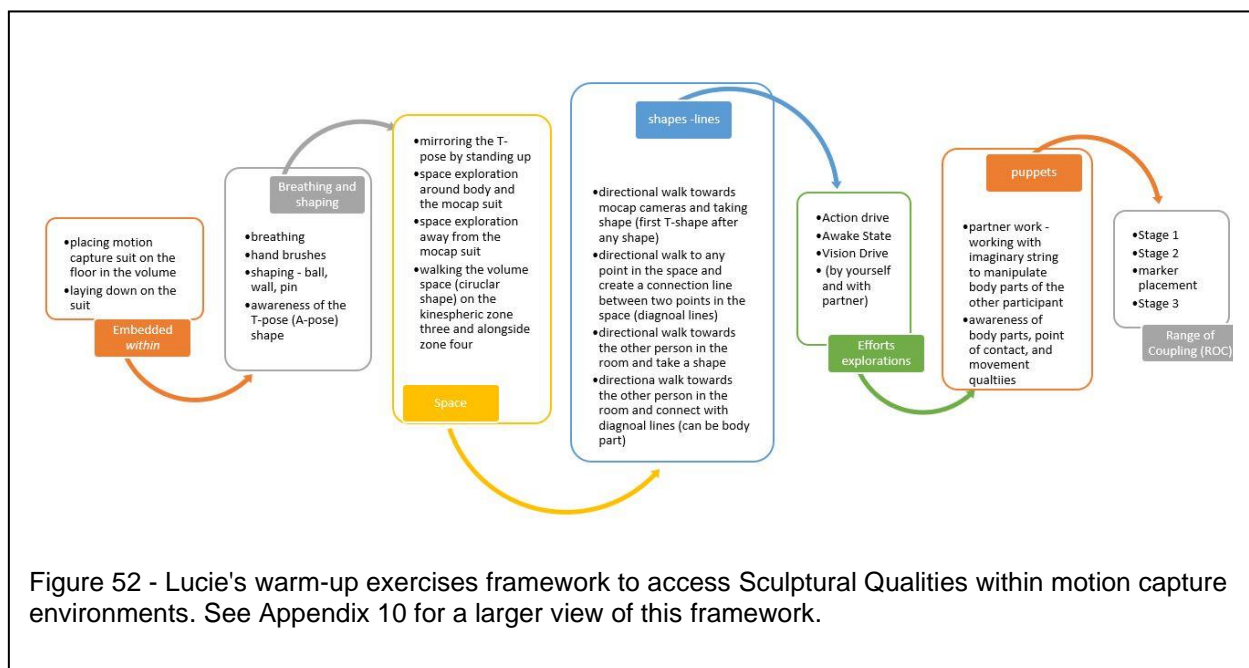 •placing motion
capture suit on the
floor in the volume
•laying down on the
suit
Embedded
within
Breathing and
shaping
•breathing
•hand brushes
•shaping - ball,
wall, pin
•awareness of the
T-pose (A-pose)
shape
•mirroring the T-
pose by standing up
•space exploration
around body and
the mocap suit
•space exploration
away from the
mocap suit
•walking the volume
space (ciruclar
shape) on the
kinespheric zone
three and alongside
zone four
Space
shapes -lines
•directional walk towards
mocap cameras and taking
shape (first T-shape after
any shape)
•directional walk to any
point in the space and
create a connection line
between two points in the
space (diagnoal lines)
•directional walk towards
the other person in the
room and take a shape
•directiona walk towards
the other person in the
room and connect with
diagnoal lines (can be body
part)
•Action drive
•Awake State
•Vision Drive
• (by yourself
and with
partner)
Efforts
explorations
puppets
•partner work -
working with
imaginary string
to manipulate
body parts of the
other participant
•awareness of
body parts, point
of contact, and
movement
qualtiies
•Stage 1
•Stage 2
•marker
placement
•Stage 3
Range of
Coupling (ROC)
Figure 52 - Lucie's warm-up exercises framework to access Sculptural Qualities within motion capture
environments. See Appendix 10 for a larger view of this framework.